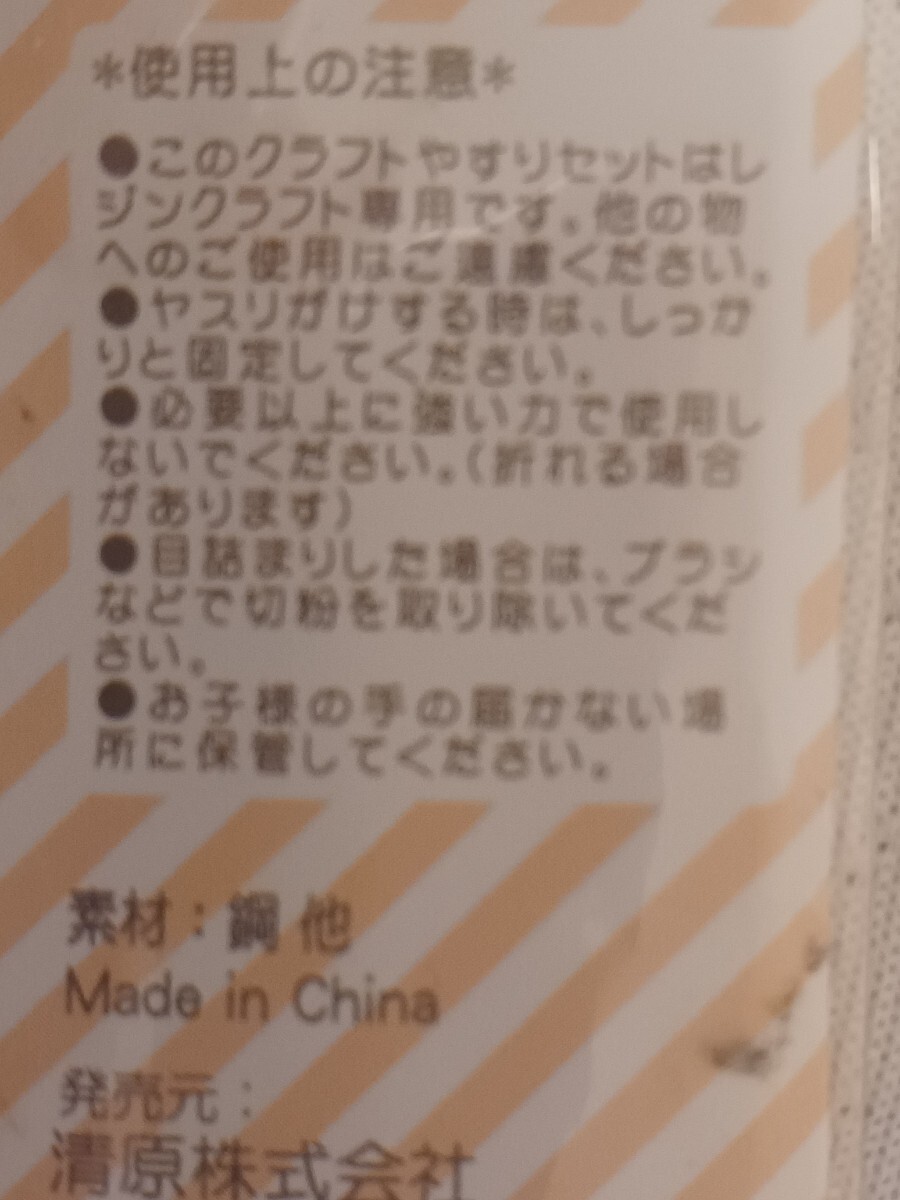 *使用上の注意*
●このクラフトやすりセットはレ
ジンクラフト専用です。他の物
へのご使用はご遠慮ください。
●ヤスリがけする時は、しっか
りと固定してください。
●必要以上に強い力で使用し
ないでください。(折れる場合
があります)
●目詰まりした場合は、ブラシ
などで切粉を取り除いてくだ
さい。
●お子様の手の届かない場
所に保管してください。
素材：鋼 他
Made in China
発売元：
清原株式会社